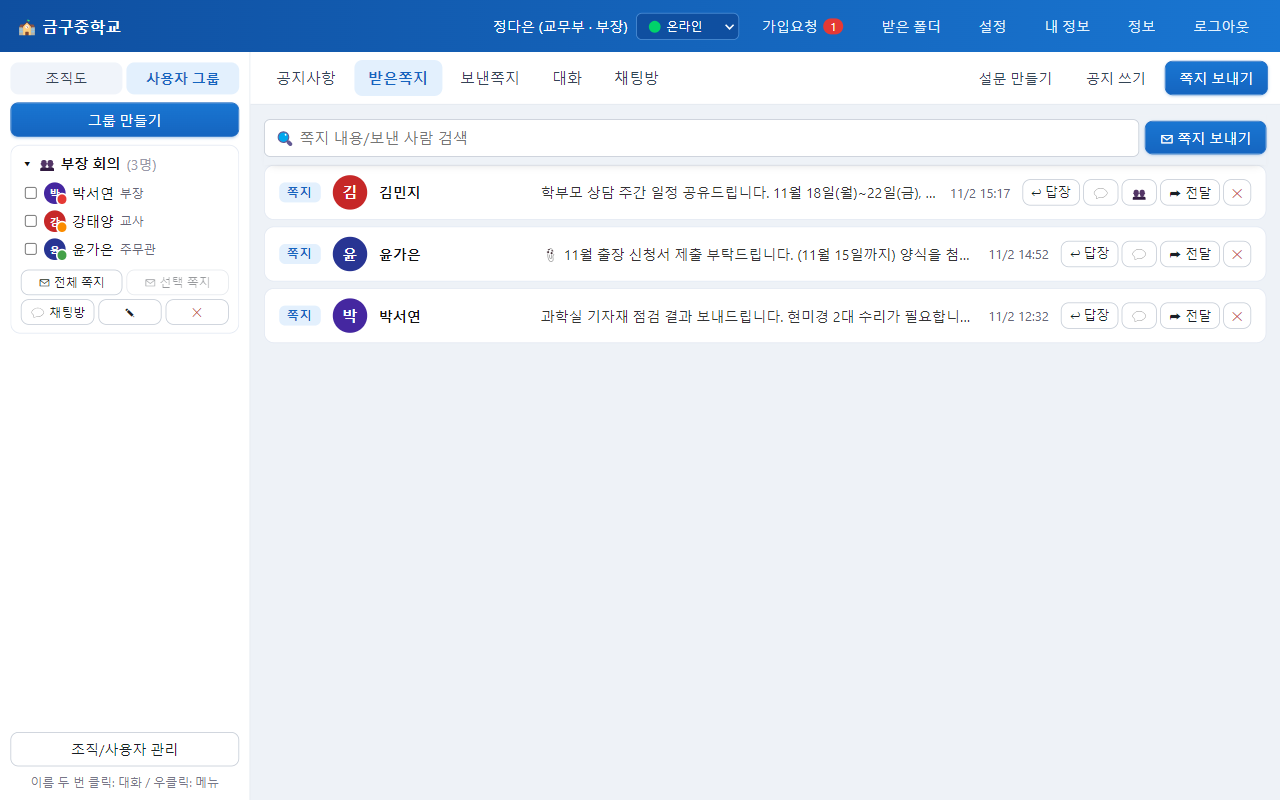 금구중학교
정다은 (교무부 · 부장) 온라인 가입요청 1 받은 폴더 설정 내 정보 정보 로그아웃
조직도 사용자 그룹
그룹 만들기
부장 회의 (3명)
박 박서연 부장
강 강태양 교사
윤 윤가은 주무관
전체 쪽지 선택 쪽지
채팅방
조직/사용자 관리
이름 두 번 클릭: 대화 / 우클릭: 메뉴
공지사항 받은쪽지 보낸쪽지 대화 채팅방 설문 만들기 공지 쓰기 쪽지 보내기
쪽지 내용/보낸 사람 검색 쪽지 보내기
쪽지 김 김민지 학부모 상담 주간 일정 공유드립니다. 11월 18일(월)~22일(금), ... 11/2 15:17 답장 전달
쪽지 윤 윤가은 11월 출장 신청서 제출 부탁드립니다. (11월 15일까지) 양식을 첨... 11/2 14:52 답장 전달
쪽지 박 박서연 과학실 기자재 점검 결과 보내드립니다. 현미경 2대 수리가 필요합니... 11/2 12:32 답장 전달